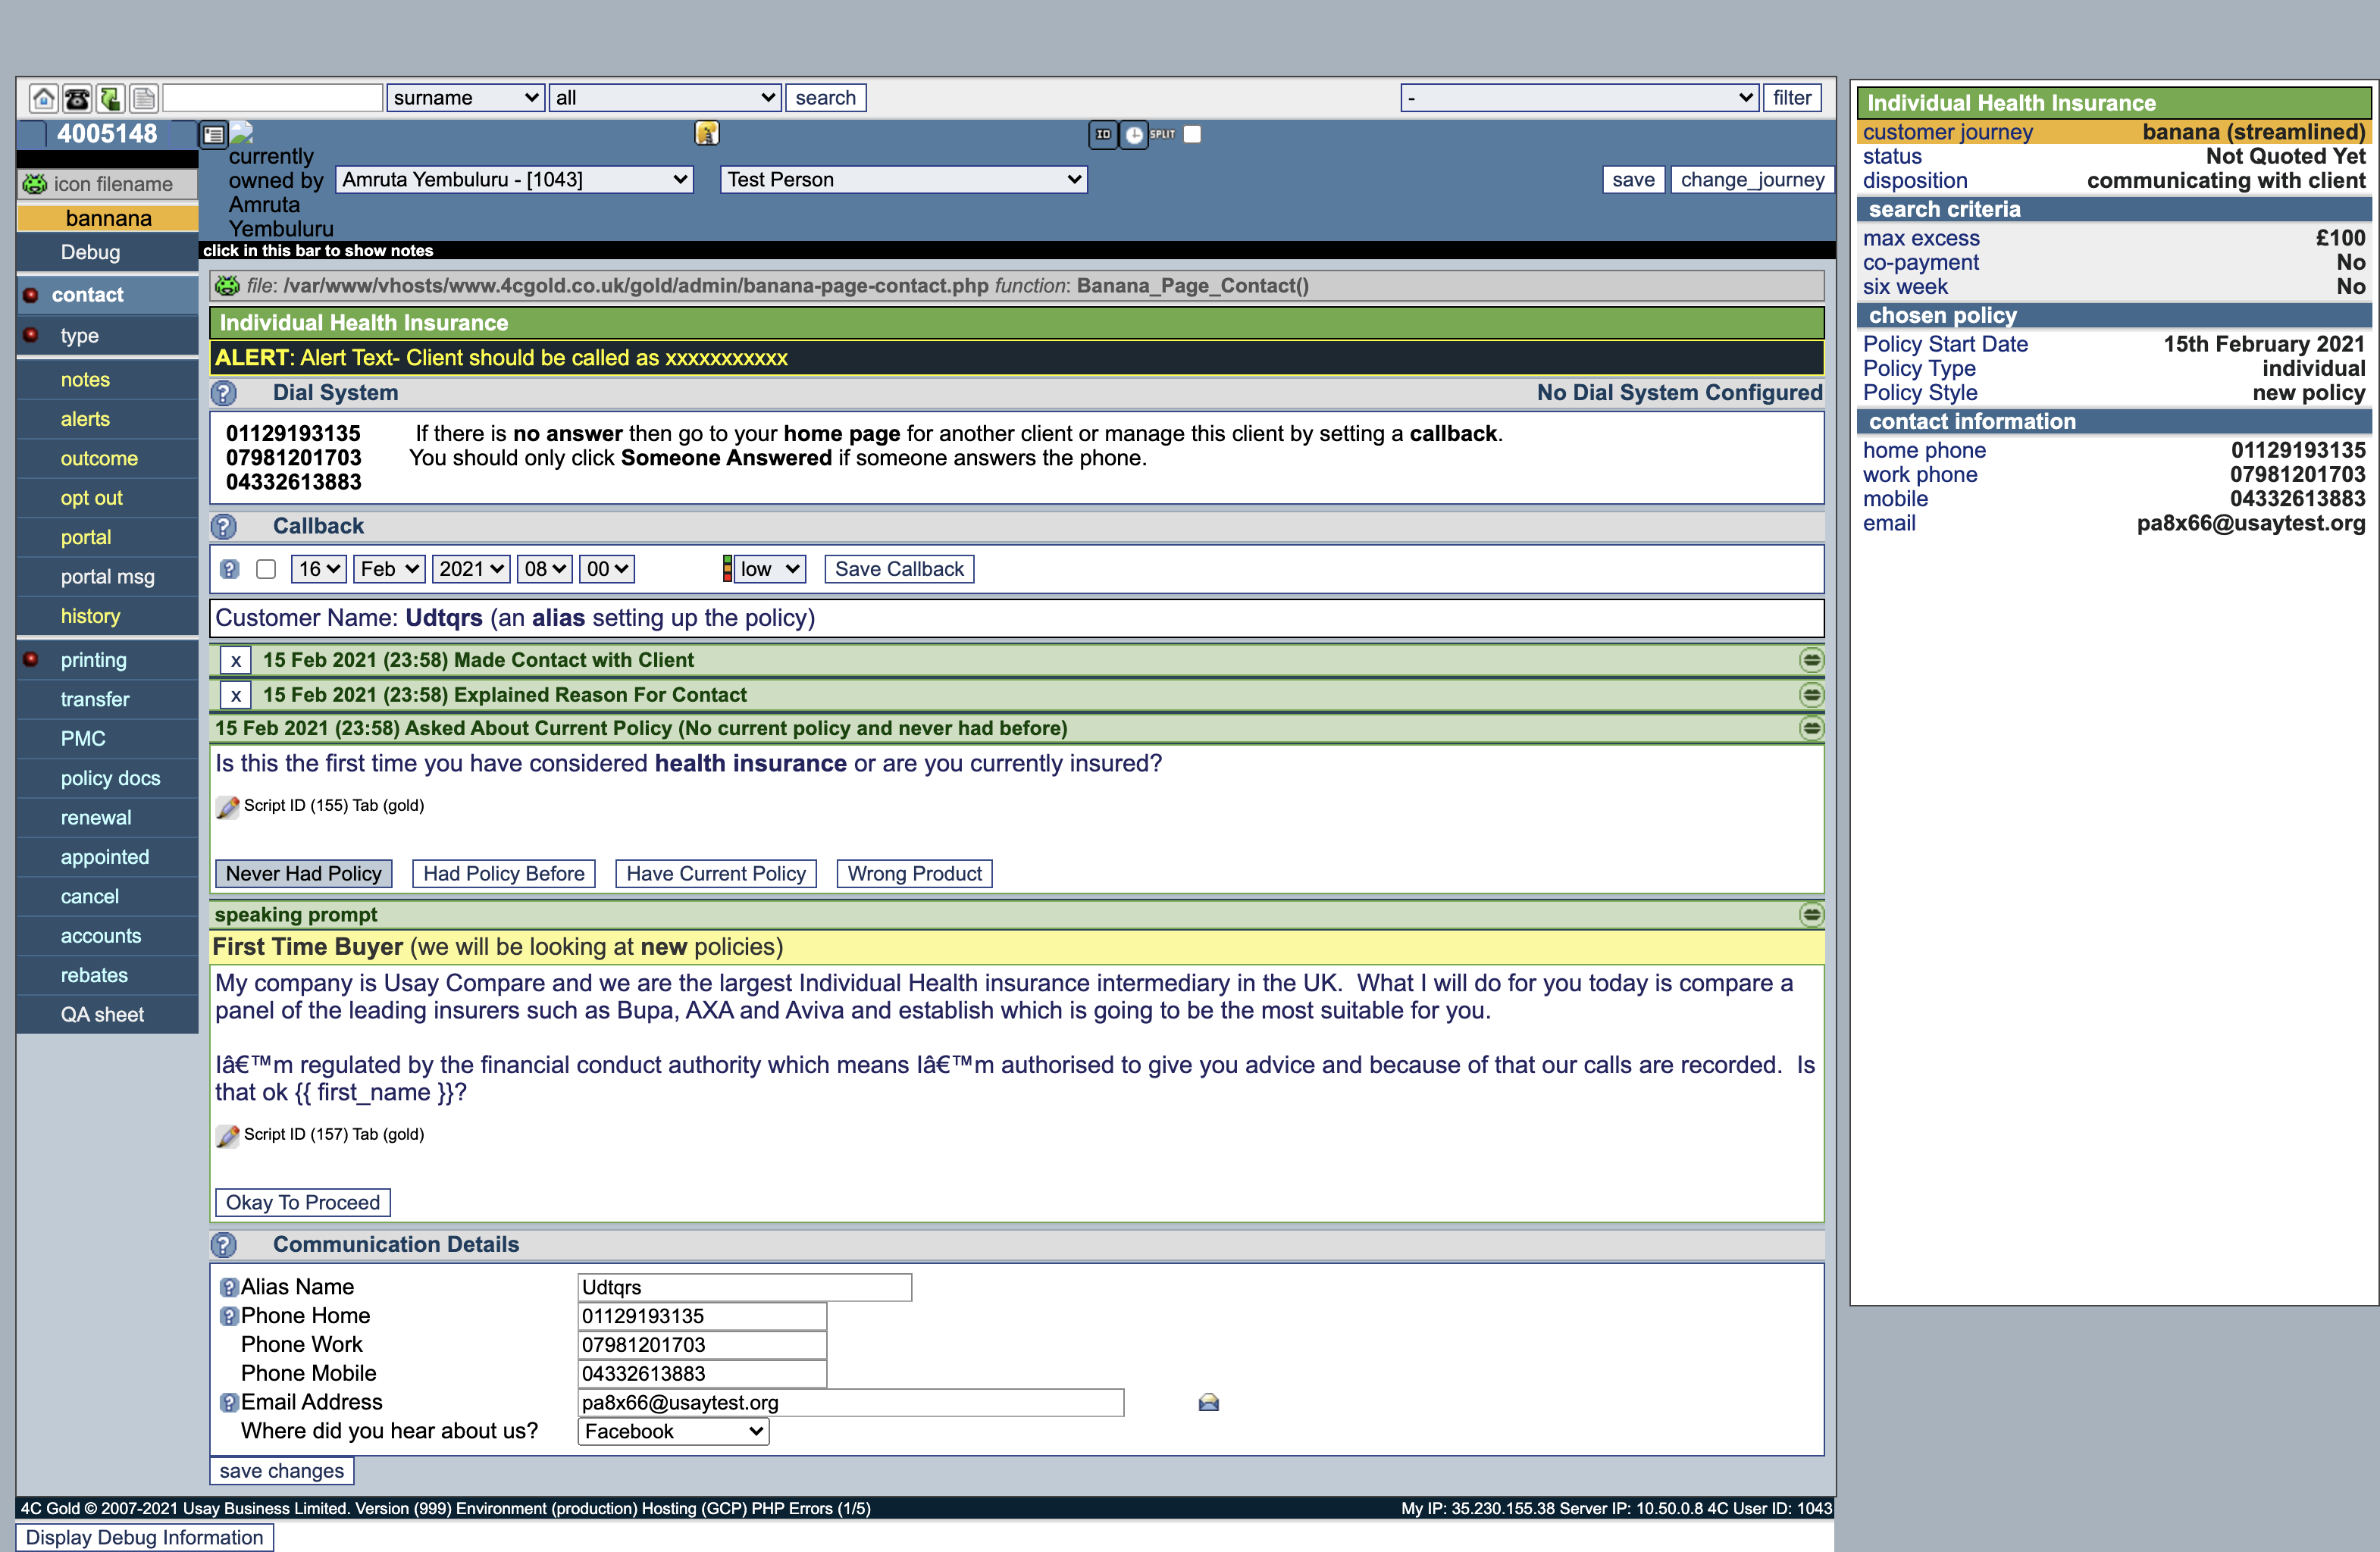 surname all search - filter
4005148 SPLIT
currently owned by Amruta Yembuluru
Amruta Yembuluru - [1043] Test Person save change_journey
icon filename
bannana
Debug
contact
type
notes
alerts
outcome
opt out
portal
portal msg
history
printing
transfer
PMC
policy docs
renewal
appointed
cancel
accounts
rebates
QA sheet
click in this bar to show notes
file: /var/www/vhosts/www.4cgold.co.uk/gold/admin/banana-page-contact.php function: Banana_Page_Contact()
Individual Health Insurance
ALERT: Alert Text- Client should be called as xxxxxxxxxxx
Dial System No Dial System Configured
01129193135 If there is no answer then go to your home page for another client or manage this client by setting a callback.
07981201703 You should only click Someone Answered if someone answers the phone.
04332613883
Callback
16 Feb 2021 08 00 low Save Callback
Customer Name: Udtqrs (an alias setting up the policy)
x 15 Feb 2021 (23:58) Made Contact with Client
x 15 Feb 2021 (23:58) Explained Reason For Contact
15 Feb 2021 (23:58) Asked About Current Policy (No current policy and never had before)
Is this the first time you have considered health insurance or are you currently insured?
Script ID (155) Tab (gold)
Never Had Policy Had Policy Before Have Current Policy Wrong Product
speaking prompt
First Time Buyer (we will be looking at new policies)
My company is Usay Compare and we are the largest Individual Health insurance intermediary in the UK.  What I will do for you today is compare a
panel of the leading insurers such as Bupa, AXA and Aviva and establish which is going to be the most suitable for you.
Iâ€™m regulated by the financial conduct authority which means Iâ€™m authorised to give you advice and because of that our calls are recorded.  Is
that ok {{ first_name }}?
Script ID (157) Tab (gold)
Okay To Proceed
Communication Details
Alias Name Udtqrs
Phone Home 01129193135
Phone Work 07981201703
Phone Mobile 04332613883
Email Address pa8x66@usaytest.org
Where did you hear about us? Facebook
save changes
4C Gold © 2007-2021 Usay Business Limited. Version (999) Environment (production) Hosting (GCP) PHP Errors (1/5) My IP: 35.230.155.38 Server IP: 10.50.0.8 4C User ID: 1043
Display Debug Information
Individual Health Insurance
customer journey banana (streamlined)
status Not Quoted Yet
disposition communicating with client
search criteria
max excess £100
co-payment No
six week No
chosen policy
Policy Start Date 15th February 2021
Policy Type individual
Policy Style new policy
contact information
home phone 01129193135
work phone 07981201703
mobile 04332613883
email pa8x66@usaytest.org